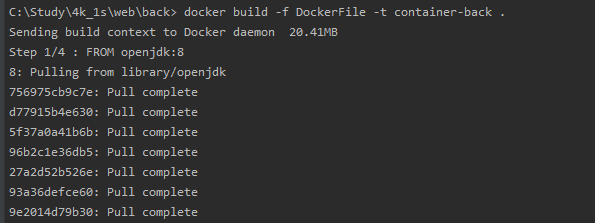 C:\Study\4k_1s\web\back> docker build -f DockerFile -t container-back .
Sending build context to Docker daemon  20.41MB
Step 1/4 : FROM openjdk:8
8: Pulling from library/openjdk
756975cb9c7e: Pull complete
d77915b4e630: Pull complete
5f37a0a41b6b: Pull complete
96b2c1e36db5: Pull complete
27a2d52b526e: Pull complete
93a36defce60: Pull complete
9e2014d79b30: Pull complete